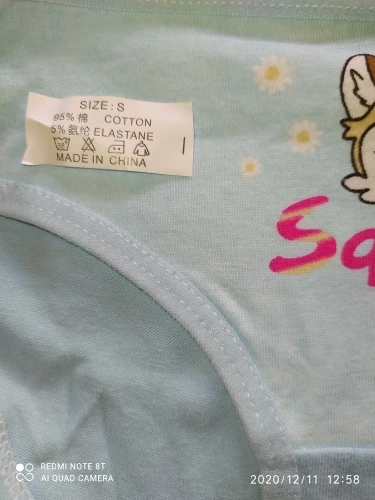 SIZE: S
95% 棉 COTTON
5% 氨纶 ELASTANE
MADE IN CHINA
REDMI NOTE 8T
AI QUAD CAMERA
2020/12/11 12:58